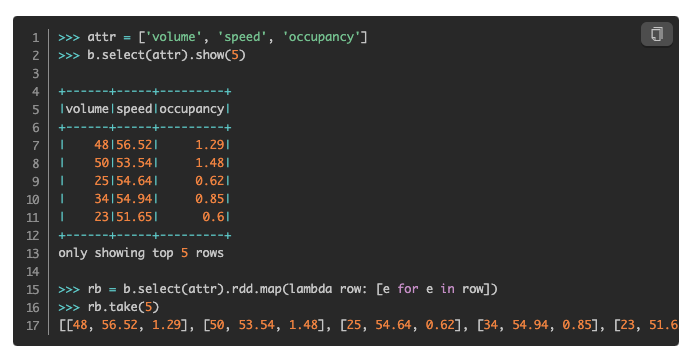 1 >>> attr = ['volume', 'speed', 'occupancy']
2 >>> b.select(attr).show(5)
3
4 +------+-----+---------+
5 |volume|speed|occupancy|
6 +------+-----+---------+
7 |    48|56.52|     1.29|
8 |    50|53.54|     1.48|
9 |    25|54.64|     0.62|
10 |    34|54.94|     0.85|
11 |    23|51.65|      0.6|
12 +------+-----+---------+
13 only showing top 5 rows
14
15 >>> rb = b.select(attr).rdd.map(lambda row: [e for e in row])
16 >>> rb.take(5)
17 [[48, 56.52, 1.29], [50, 53.54, 1.48], [25, 54.64, 0.62], [34, 54.94, 0.85], [23, 51.6